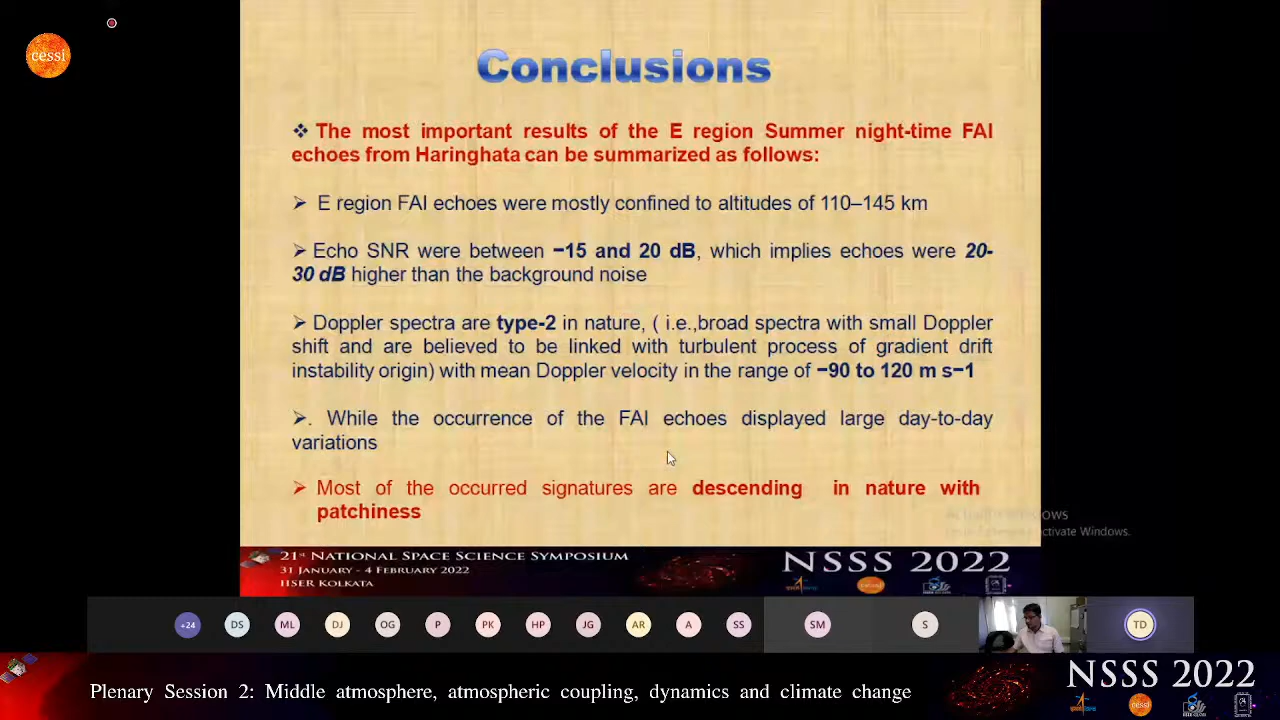 cessi
Conclusions
❖ The most important results of the E region Summer night-time FAI
echoes from Haringhata can be summarized as follows:
➢ E region FAI echoes were mostly confined to altitudes of 110–145 km
➢ Echo SNR were between −15 and 20 dB, which implies echoes were 20-
30 dB higher than the background noise
➢ Doppler spectra are type-2 in nature, ( i.e.,broad spectra with small Doppler
shift and are believed to be linked with turbulent process of gradient drift
instability origin) with mean Doppler velocity in the range of −90 to 120 m s−1
➢. While the occurrence of the FAI echoes displayed large day-to-day
variations
➢ Most of the occurred signatures are descending in nature with
patchiness
ctivate Windows.
21st National Space Science Symposium
31 January - 4 February 2022
IISER Kolkata
NSSS 2022
+24 DS ML DJ OG P PK HP JG AR A SS SM S TD
Plenary Session 2: Middle atmosphere, atmospheric coupling, dynamics and climate change
NSSS 2022
cessi